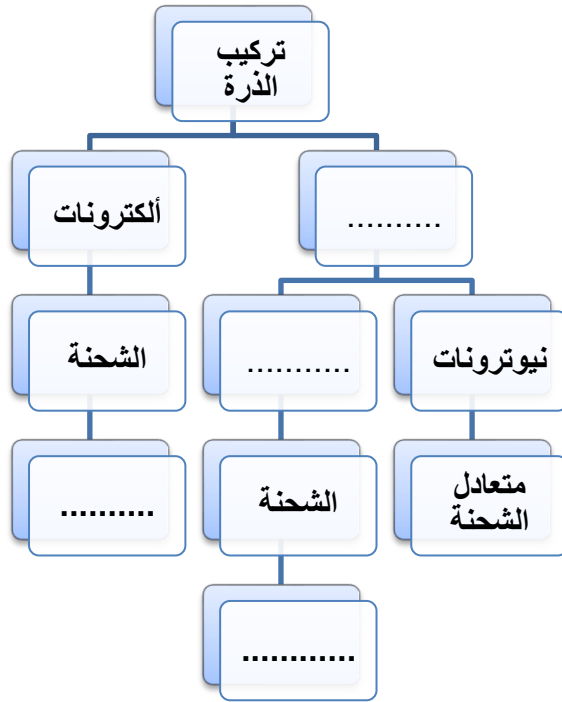 تركيب
الذرة
..........
ألكترونات
نيوترونات
...........
الشحنة
متعادل
الشحنة
الشحنة
..........
............